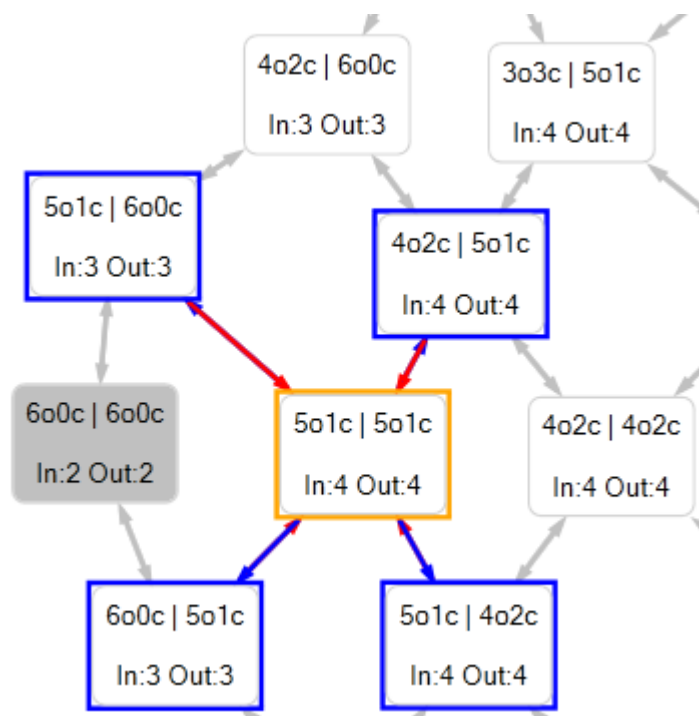 4o2c | 6o0c
In:3 Out:3
3o3c | 5o1c
In:4 Out:4
5o1c | 6o0c
In:3 Out:3
4o2c | 5o1c
In:4 Out:4
6o0c | 6o0c
In:2 Out:2
5o1c | 5o1c
In:4 Out:4
4o2c | 4o2c
In:4 Out:4
6o0c | 5o1c
In:3 Out:3
5o1c | 4o2c
In:4 Out:4